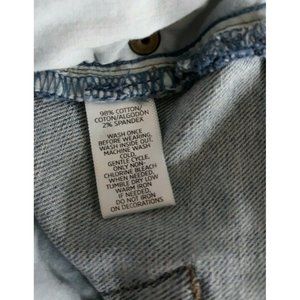 98% COTTON/
COTON/ALGODON
2% SPANDEX
WASH ONCE
BEFORE WEARING.
WASH INSIDE OUT.
MACHINE WASH
COLD,
GENTLE CYCLE.
ONLY NON-
CHLORINE BLEACH
WHEN NEEDED.
TUMBLE DRY LOW
WARM IRON
IF NEEDED.
DO NOT IRON
ON DECORATIONS